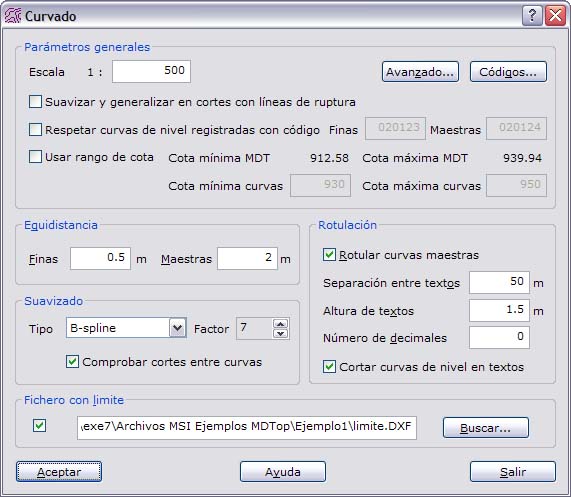 Curvado
Parámetros generales
Escala 1 : 500 Avanzado... Códigos...
Suavizar y generalizar en cortes con líneas de ruptura
Respetar curvas de nivel registradas con código Finas 020123 Maestras 020124
Usar rango de cota Cota mínima MDT 912.58 Cota máxima MDT 939.94
Cota mínima curvas 930 Cota máxima curvas 950
Equidistancia
Finas 0.5 m Maestras 2 m
Rotulación
Rotular curvas maestras
Separación entre textos 50 m
Altura de textos 1.5 m
Número de decimales 0
Cortar curvas de nivel en textos
Suavizado
Tipo B-spline Factor 7
Comprobar cortes entre curvas
Fichero con limite
\exe7\Archivos MSI Ejemplos MDTop\Ejemplo1\limite.DXF Buscar...
Aceptar Ayuda Salir